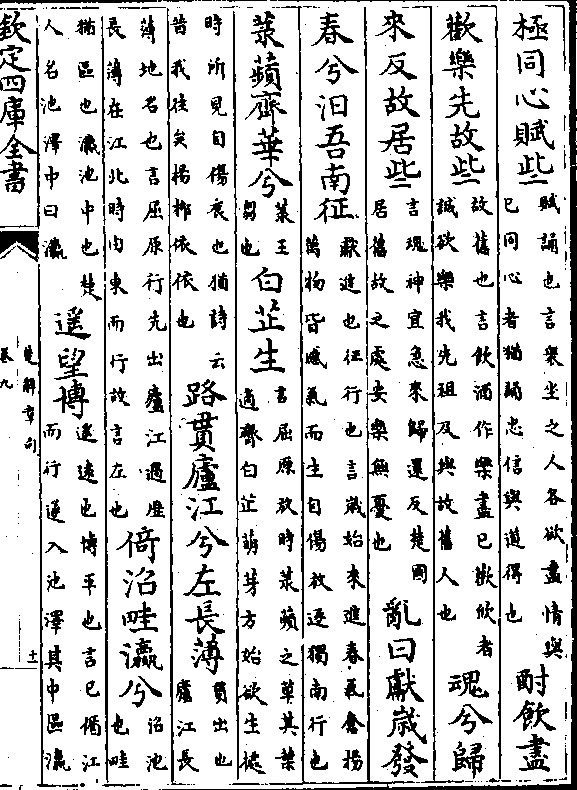 極同心賦些賦誦也言衆坐之人各欲盡情與己同心者猶誦忠信與道得也酎飲盡
歡樂先故些故舊也言飲酒作樂盡己歡欣者誠欲樂我先祖及與故舊人也魂兮歸
來反故居些言魂神宜急來歸還反楚國居舊故之處安樂無憂也亂曰獻歲發
春兮汩吾南征獻進也征行也言歲始來進春氣奮揚萬物皆感氣而生自傷放逐獨南行也
菉蘋齊葉兮菉王芻也白芷生言屈原放時菉蘋之草其葉適齊白芷萌芽方始欲生據
時所見自傷哀也猶詩云昔我往矣楊柳依依也路貫廬江兮左長薄貫出也廬江長
薄地名也言屈原行先出廬江過歷長薄在江北時向東而行故言左也倚沼畦瀛兮沼池也畦
猶區也瀛池中也楚人名池澤中曰瀛遥望博遥遠也博平也言己循江而行遂入池澤其中區瀛
欽定四庫全書
楚辭章句
卷九
十一